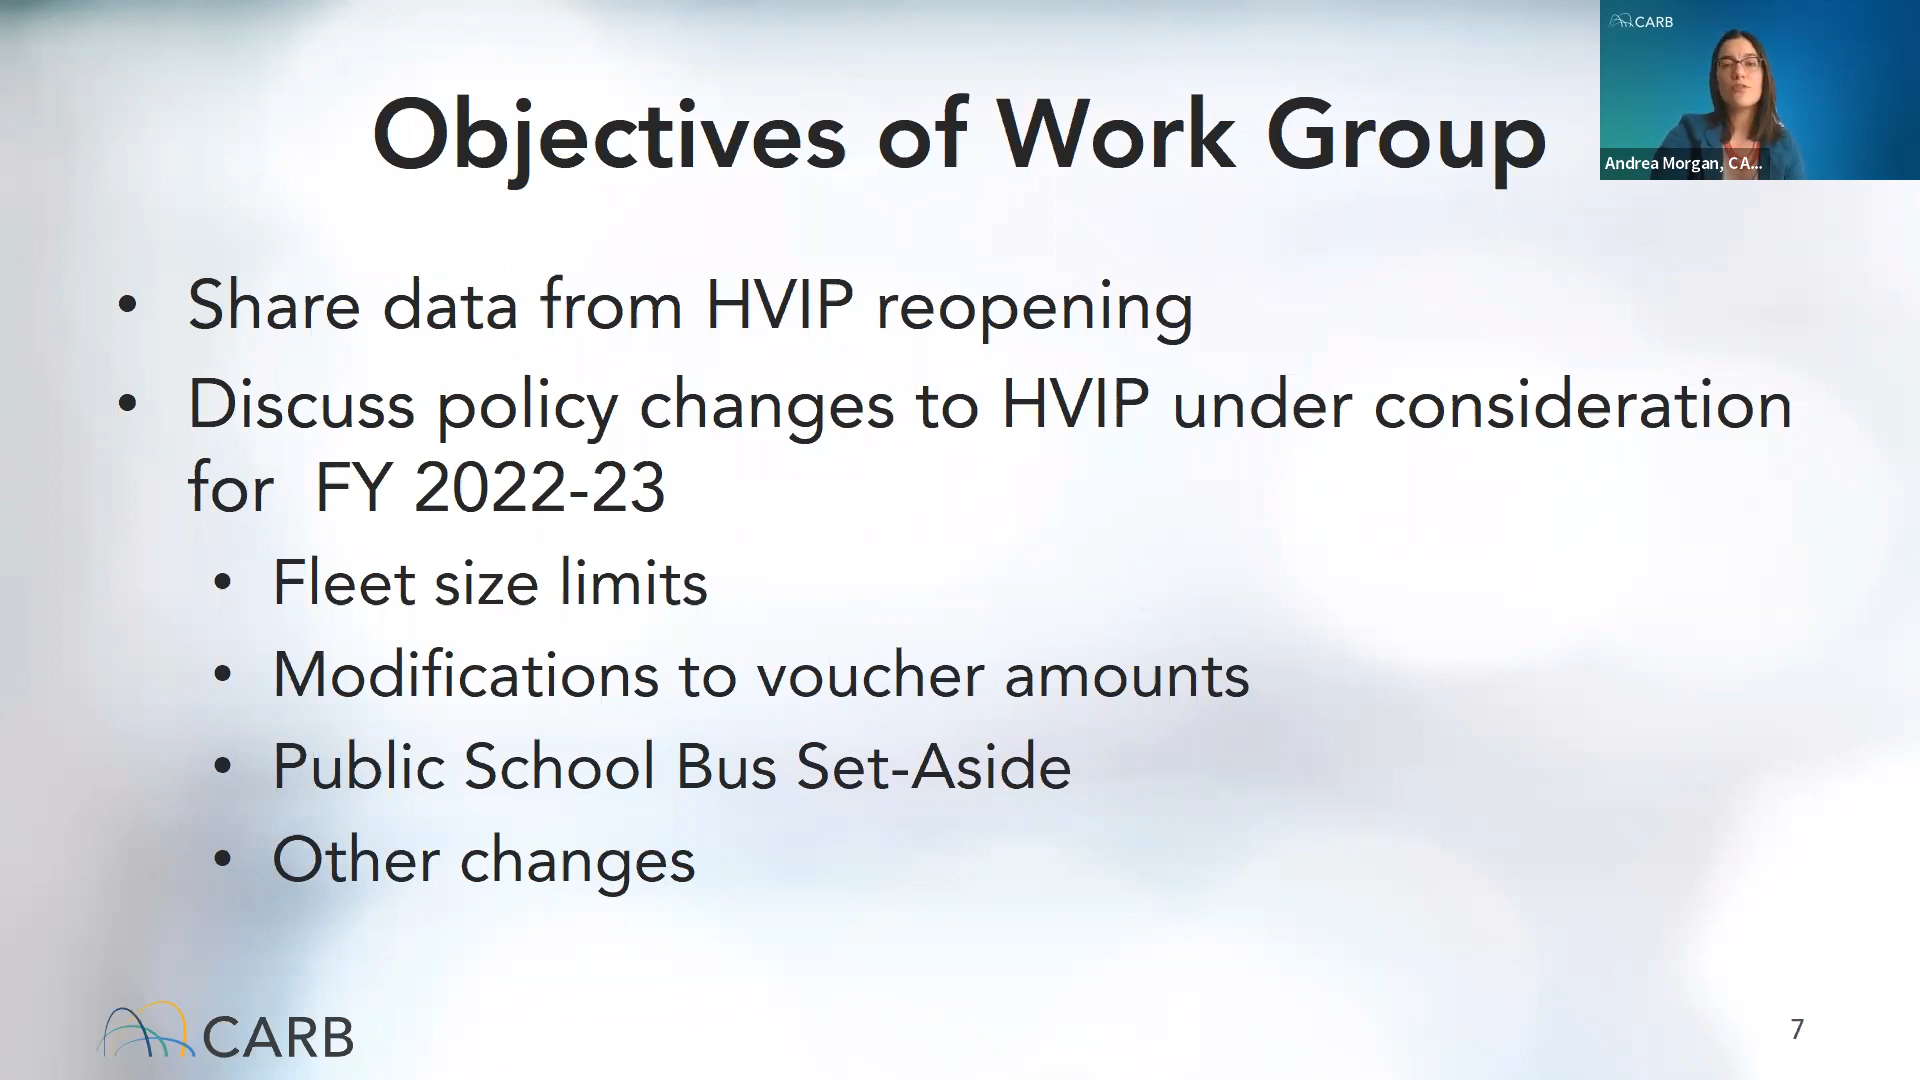 CARB
Objectives of Work Group
Andrea Morgan, CA...
• Share data from HVIP reopening
• Discuss policy changes to HVIP under consideration
for FY 2022-23
• Fleet size limits
• Modifications to voucher amounts
• Public School Bus Set-Aside
• Other changes
CARB
7